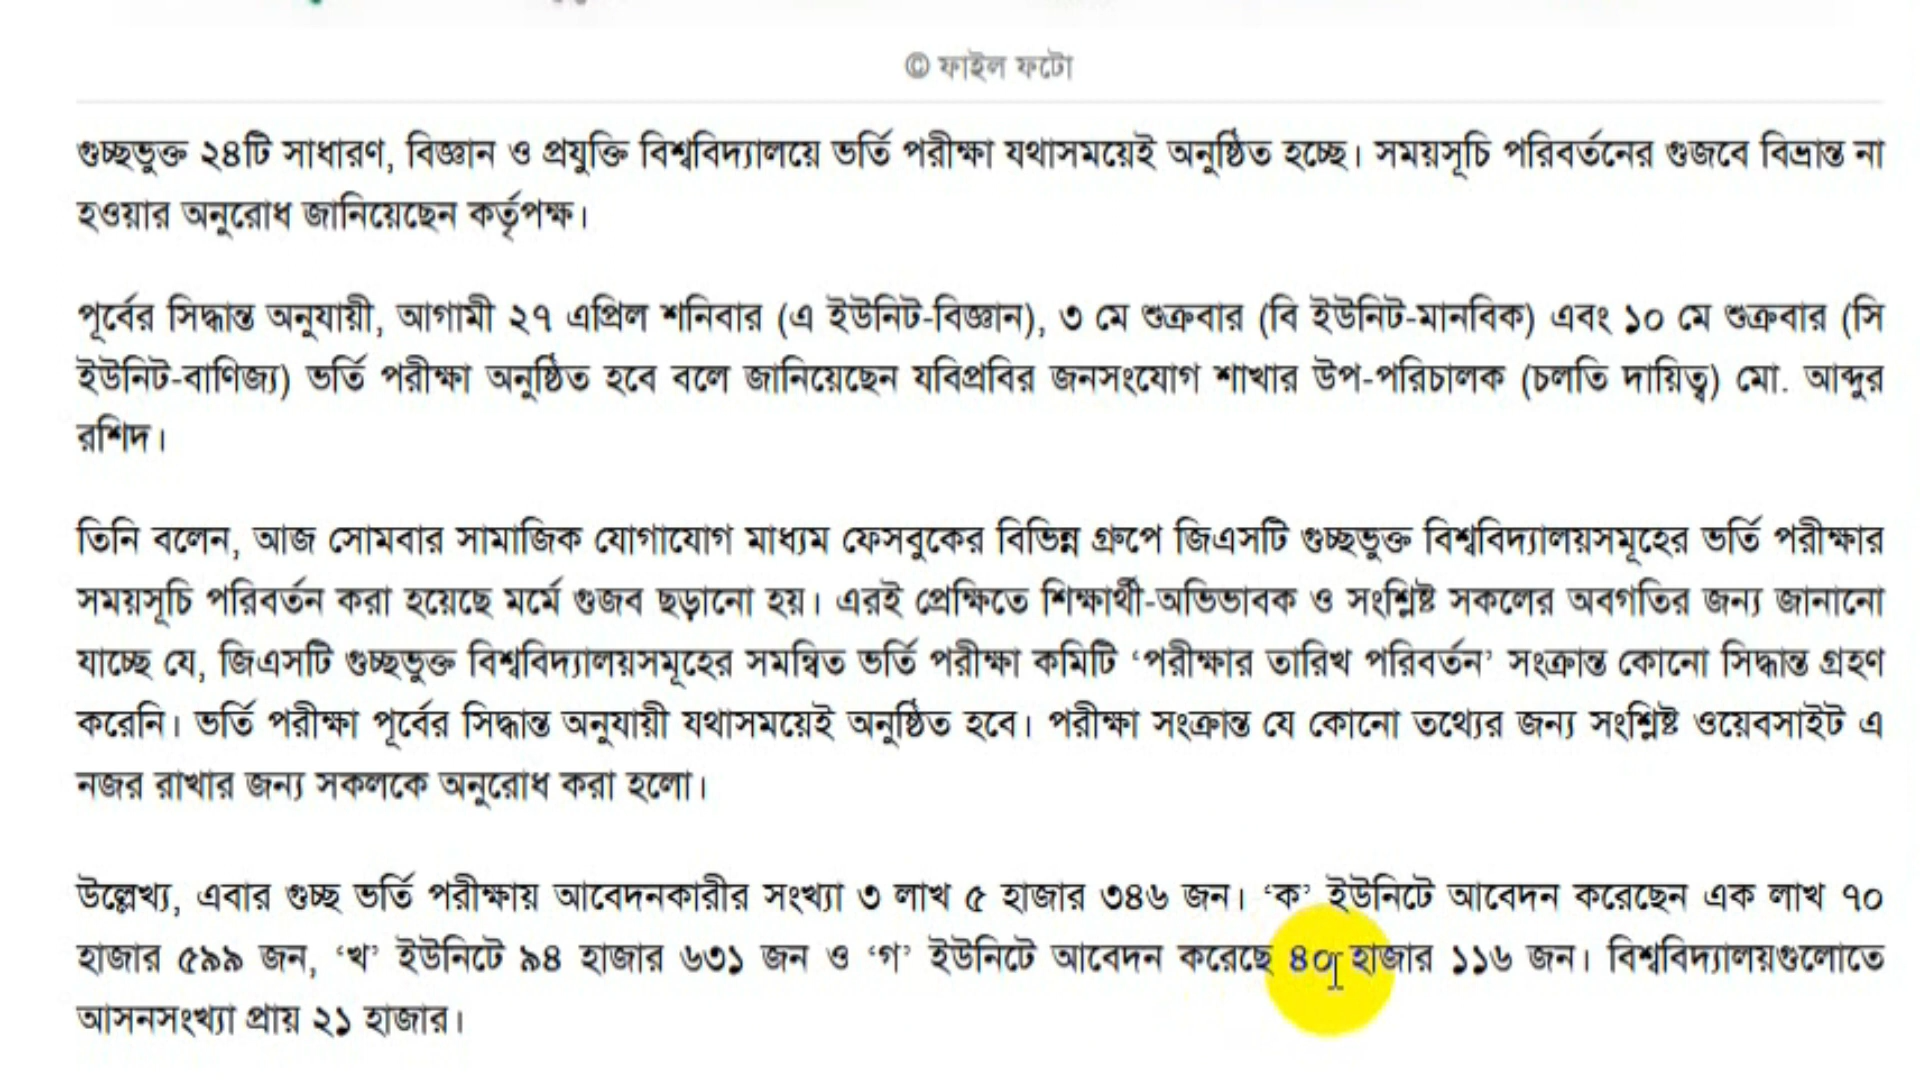 © ফাইল ফটো
গুচ্ছভুক্ত ২৪টি সাধারণ, বিজ্ঞান ও প্রযুক্তি বিশ্ববিদ্যালয়ে ভর্তি পরীক্ষা যথাসময়েই অনুষ্ঠিত হচ্ছে। সময়সূচি পরিবর্তনের গুজবে বিভ্রান্ত না
হওয়ার অনুরোধ জানিয়েছেন কর্তৃপক্ষ।
পূর্বের সিদ্ধান্ত অনুযায়ী, আগামী ২৭ এপ্রিল শনিবার (এ ইউনিট-বিজ্ঞান), ৩ মে শুক্রবার (বি ইউনিট-মানবিক) এবং ১০ মে শুক্রবার (সি
ইউনিট-বাণিজ্য) ভর্তি পরীক্ষা অনুষ্ঠিত হবে বলে জানিয়েছেন যবিপ্রবির জনসংযোগ শাখার উপ-পরিচালক (চলতি দায়িত্ব) মো. আব্দুর
রশিদ।
তিনি বলেন, আজ সোমবার সামাজিক যোগাযোগ মাধ্যম ফেসবুকের বিভিন্ন গ্রুপে জিএসটি গুচ্ছভুক্ত বিশ্ববিদ্যালয়সমূহের ভর্তি পরীক্ষার
সময়সূচি পরিবর্তন করা হয়েছে মর্মে গুজব ছড়ানো হয়। এরই প্রেক্ষিতে শিক্ষার্থী-অভিভাবক ও সংশ্লিষ্ট সকলের অবগতির জন্য জানানো
যাচ্ছে যে, জিএসটি গুচ্ছভুক্ত বিশ্ববিদ্যালয়সমূহের সমন্বিত ভর্তি পরীক্ষা কমিটি ‘পরীক্ষার তারিখ পরিবর্তন’ সংক্রান্ত কোনো সিদ্ধান্ত গ্রহণ
করেনি। ভর্তি পরীক্ষা পূর্বের সিদ্ধান্ত অনুযায়ী যথাসময়েই অনুষ্ঠিত হবে। পরীক্ষা সংক্রান্ত যে কোনো তথ্যের জন্য সংশ্লিষ্ট ওয়েবসাইট এ
নজর রাখার জন্য সকলকে অনুরোধ করা হলো।
উল্লেখ্য, এবার গুচ্ছ ভর্তি পরীক্ষায় আবেদনকারীর সংখ্যা ৩ লাখ ৫ হাজার ৩৪৬ জন। ‘ক’ ইউনিটে আবেদন করেছেন এক লাখ ৭০
হাজার ৫৯৯ জন, ‘খ’ ইউনিটে ৯৪ হাজার ৬৩১ জন ও ‘গ’ ইউনিটে আবেদন করেছে ৪০ হাজার ১১৬ জন। বিশ্ববিদ্যালয়গুলোতে
আসনসংখ্যা প্রায় ২১ হাজার।